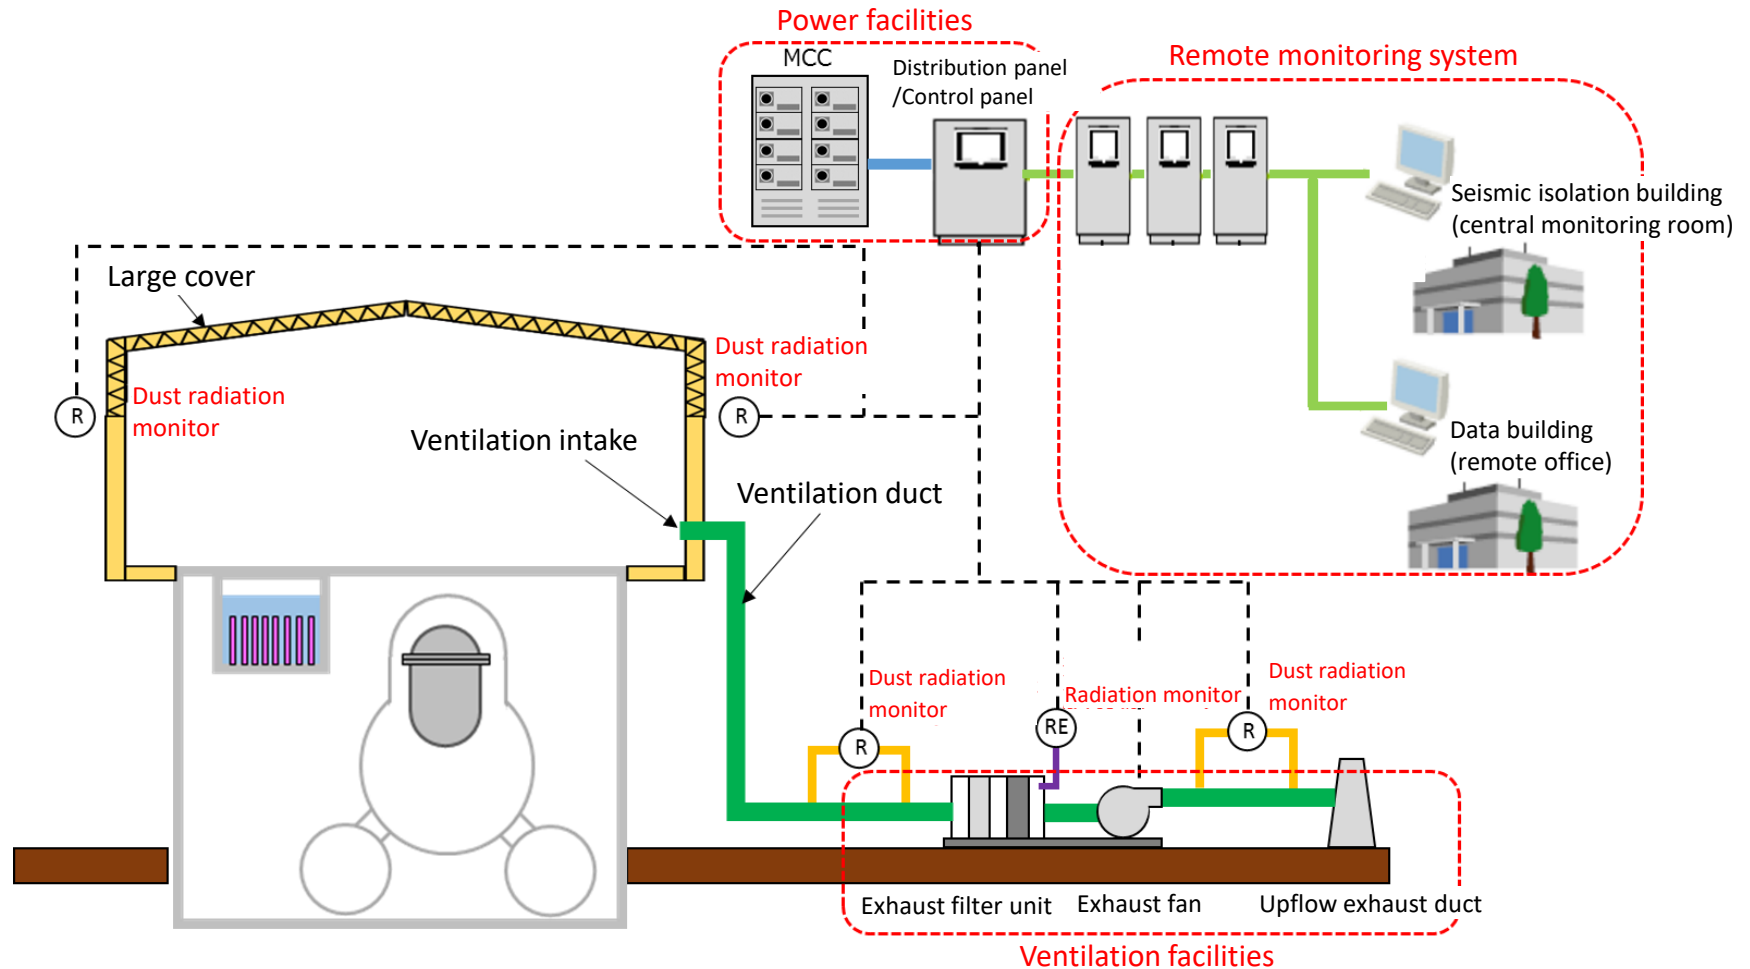 Power facilities
Remote monitoring system
MCC
Distribution panel
/Control panel
Seismic isolation building
(central monitoring room)
Large cover
Dust radiation
monitor
Dust radiation
monitor
R
R
Ventilation intake
Data building
(remote office)
Ventilation duct
Dust radiation
monitor
Radiation monitor
Dust radiation
monitor
R
RE
R
Exhaust filter unit
Exhaust fan
Upflow exhaust duct
Ventilation facilities